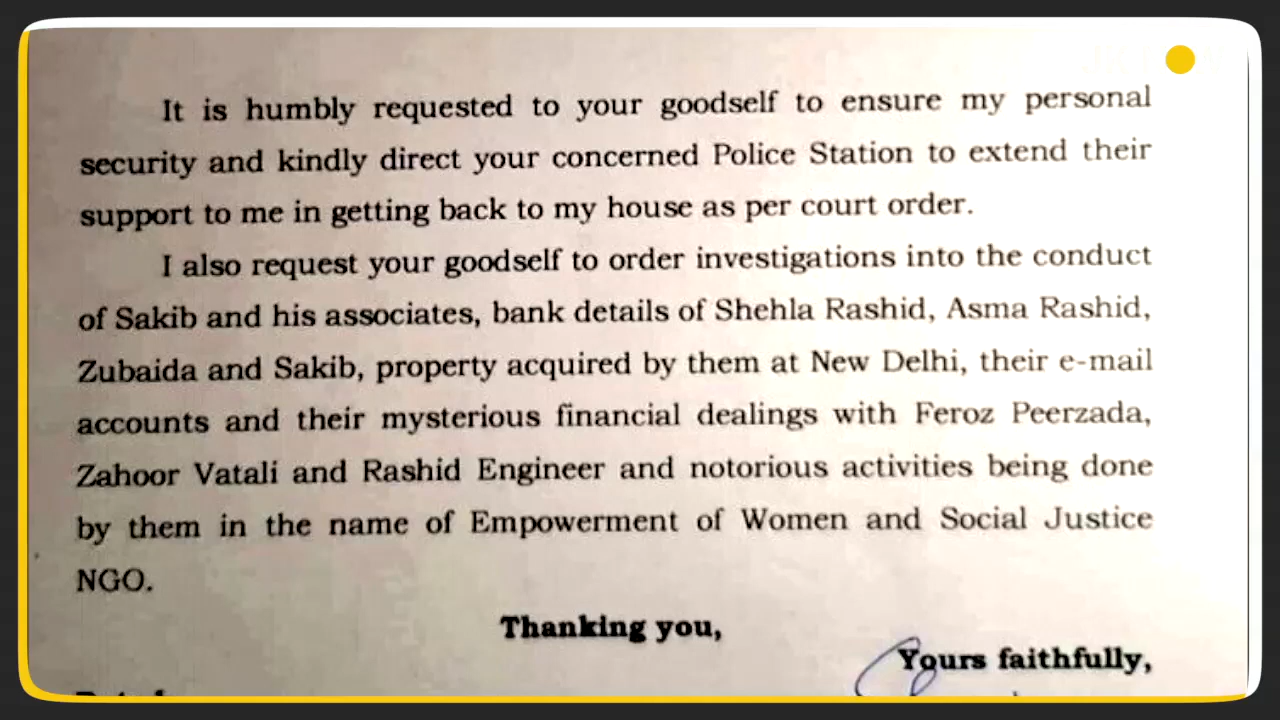 It is humbly requested to your goodself to ensure my personal
security and kindly direct your concerned Police Station to extend their
support to me in getting back to my house as per court order.
I also request your goodself to order investigations into the conduct
of Sakib and his associates, bank details of Shehla Rashid, Asma Rashid,
Zubaida and Sakib, property acquired by them at New Delhi, their e-mail
accounts and their mysterious financial dealings with Feroz Peerzada,
Zahoor Vatali and Rashid Engineer and notorious activities being done
by them in the name of Empowerment of Women and Social Justice
NGO.
Thanking you,
Yours faithfully,